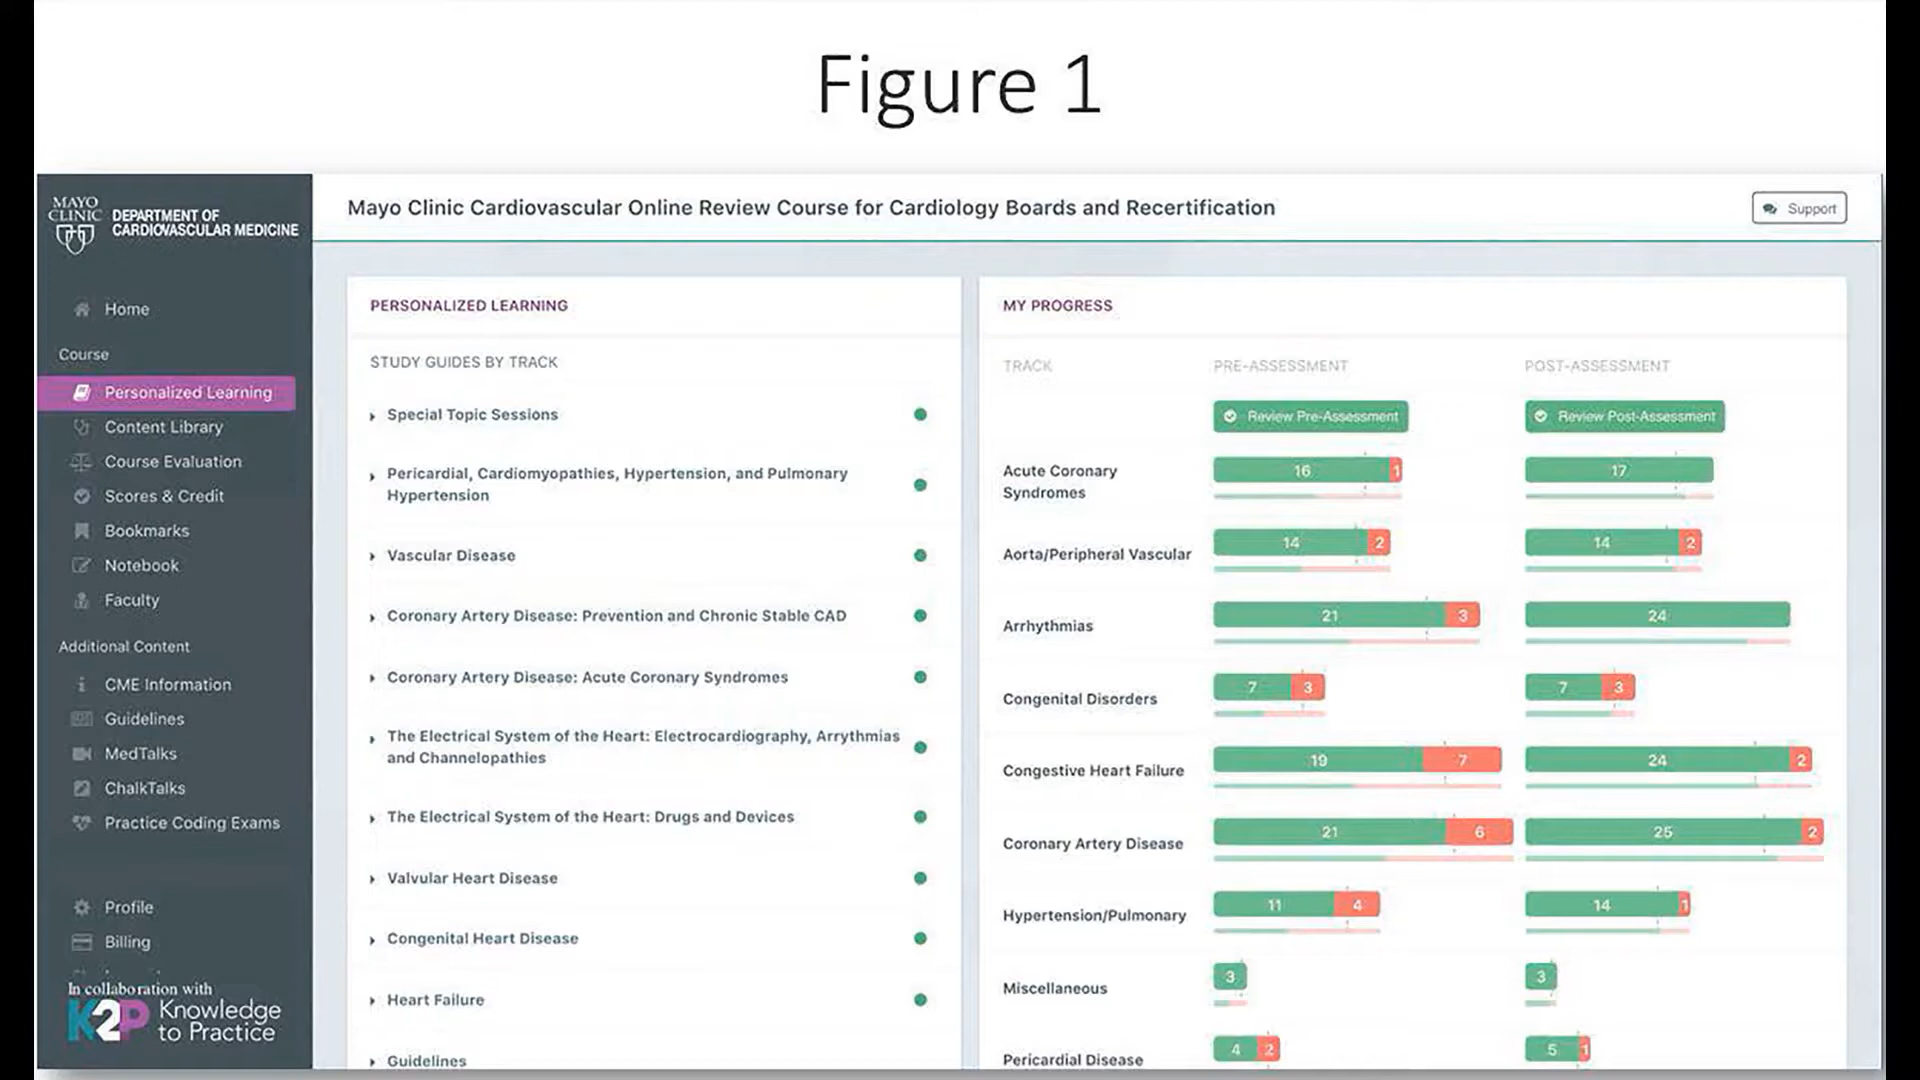 Figure 1
MAYO
CLINIC
DEPARTMENT OF
CARDIOVASCULAR MEDICINE
Home
Course
Personalized Learning
Content Library
Course Evaluation
Scores & Credit
Bookmarks
Notebook
Faculty
Additional Content
CME Information
Guidelines
MedTalks
ChalkTalks
Practice Coding Exams
Profile
Billing
In collaboration with
K2P Knowledge
to Practice
Mayo Clinic Cardiovascular Online Review Course for Cardiology Boards and Recertification
Support
PERSONALIZED LEARNING
STUDY GUIDES BY TRACK
Special Topic Sessions
Pericardial, Cardiomyopathies, Hypertension, and Pulmonary
Hypertension
Vascular Disease
Coronary Artery Disease: Prevention and Chronic Stable CAD
Coronary Artery Disease: Acute Coronary Syndromes
The Electrical System of the Heart: Electrocardiography, Arrythmias
and Channelopathies
The Electrical System of the Heart: Drugs and Devices
Valvular Heart Disease
Congenital Heart Disease
Heart Failure
Guidelines
MY PROGRESS
TRACK PRE-ASSESSMENT POST-ASSESSMENT
Review Pre-Assessment Review Post-Assessment
Acute Coronary
Syndromes
16 1 17
Aorta/Peripheral Vascular 14 2 14 2
Arrhythmias 21 3 24
Congenital Disorders 7 3 7 3
Congestive Heart Failure 19 7 24 2
Coronary Artery Disease 21 6 25 2
Hypertension/Pulmonary 11 4 14 1
Miscellaneous 3 3
Pericardial Disease 4 2 5 1